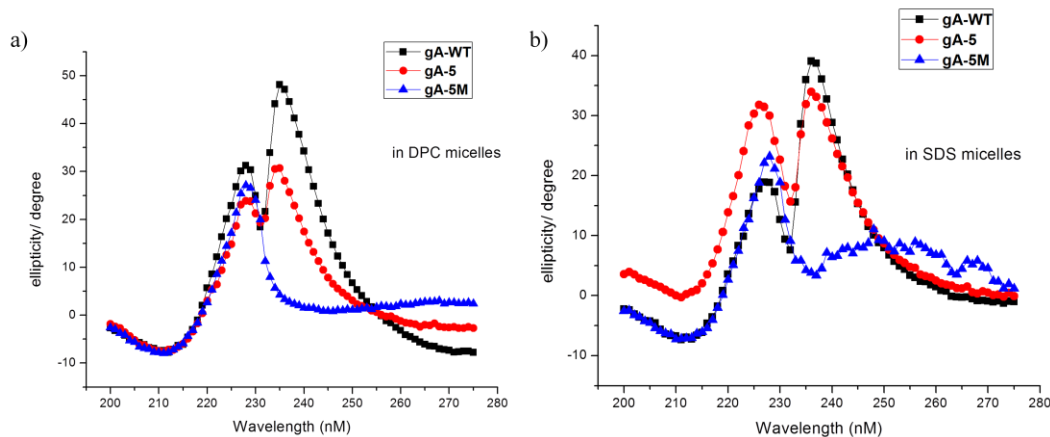 a)
gA-WT
gA-5
gA-5M
in DPC micelles
ellipticity/ degree
50
40
30
20
10
0
-10
200 210 220 230 240 250 260 270 280
Wavelength (nM)
b)
gA-WT
gA-5
gA-5M
in SDS micelles
ellipticity/ degree
40
30
20
10
0
-10
200 210 220 230 240 250 260 270 280
Wavelength (nM)